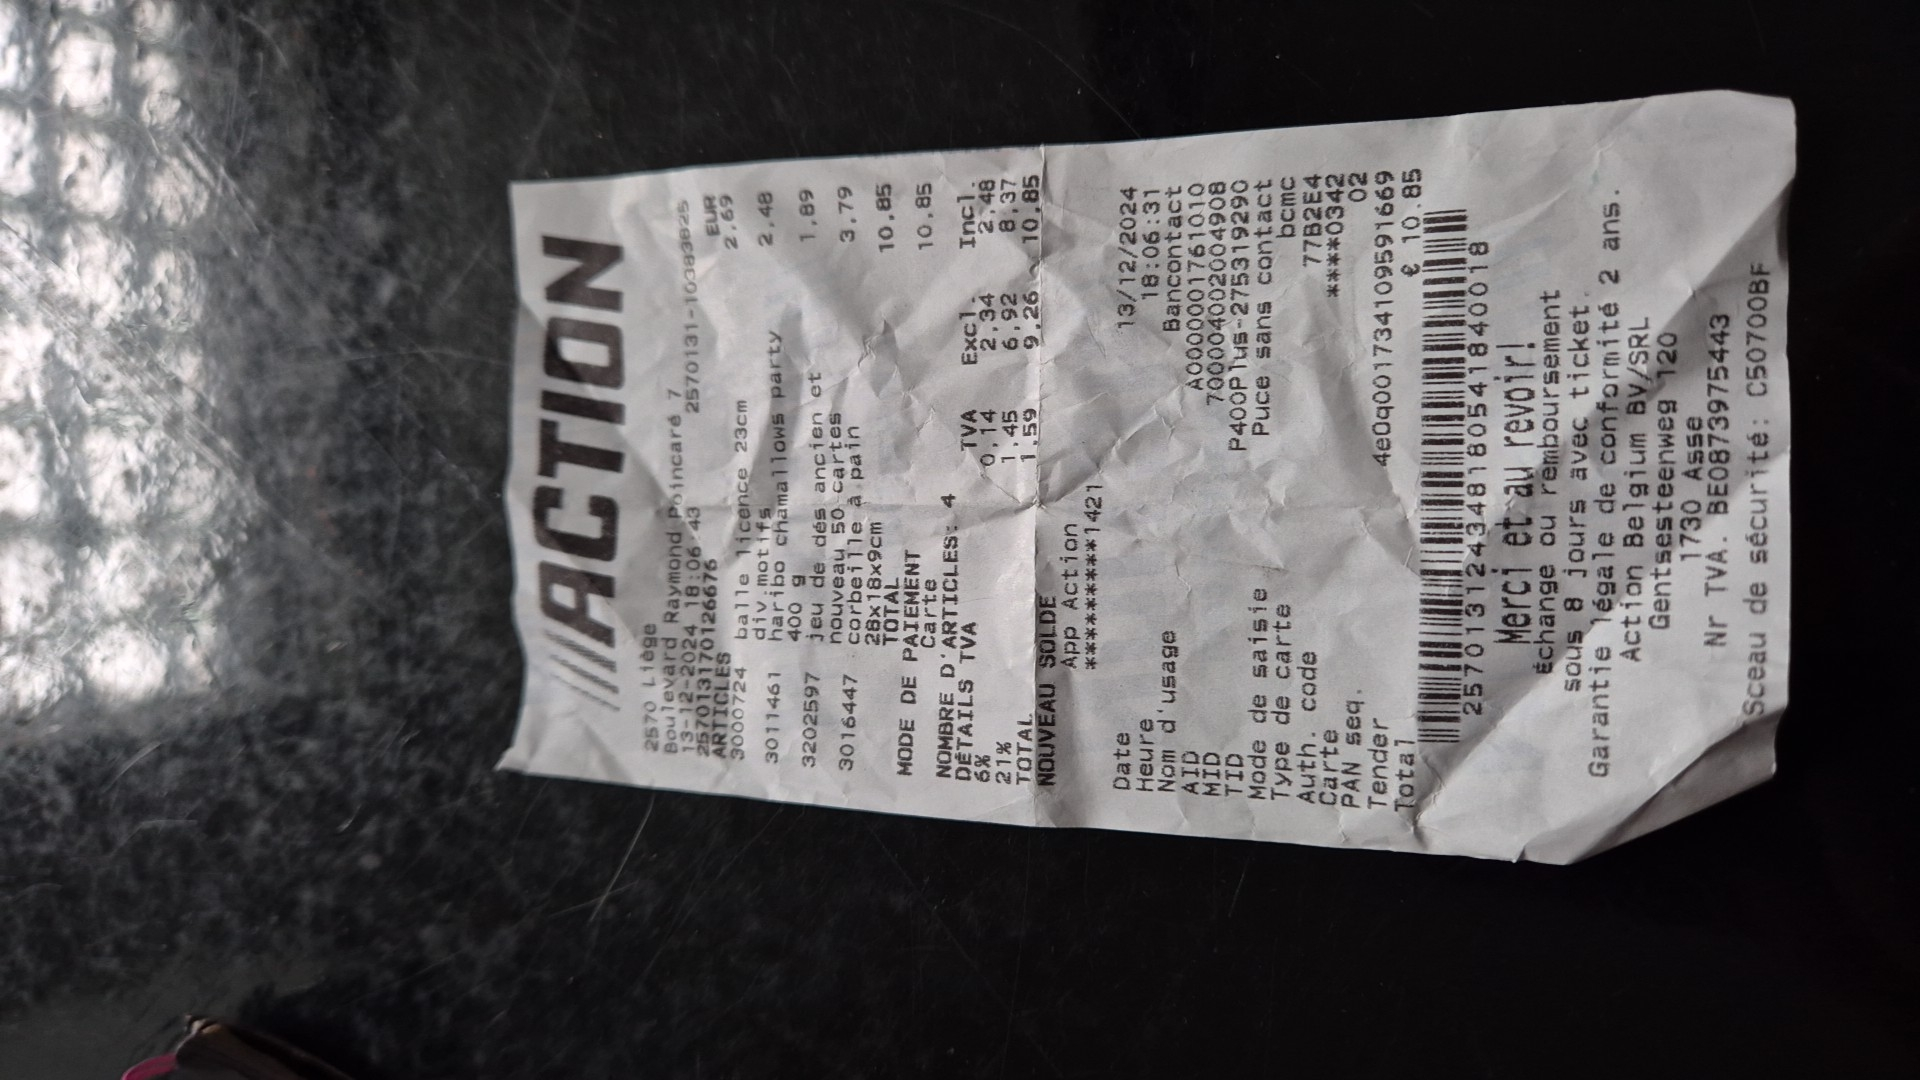 ACTION
2570 Liège
Boulevard Raymond Poincaré 7
13-12-2024 18:06:43 2570131-10383825
257013170126676
ARTICLES EUR
3000724 balle licence 23cm 2,69
div.motifs
3011461 haribo chamallows party 2,48
400 g
3202597 jeu de dés ancien et 1,89
nouveau 50 cartes
3016447 corbeille à pain 3,79
28x18x9cm
TOTAL 10,85
MODE DE PAIEMENT
Carte 10,85
NOMBRE D'ARTICLES: 4
DÉTAILS TVA TVA Excl. Incl.
6% 0,14 2,34 2,48
21% 1,45 6,92 8,37
TOTAL 1,59 9,26 10,85
NOUVEAU SOLDE
App Action
*********1421
Date 13/12/2024
Heure 18:06:31
Nom d'usage Bancontact
AID A0000001761010
MID 700004002004908
TID P400Plus-275319290
Mode de saisie Puce sans contact
Type de carte bcmc
Auth. code 77B2E4
Carte ****0342
PAN seq. 02
Tender 4e0q001734109591669
Total € 10.85
257013124348180541840018
Merci et au revoir!
échange ou remboursement
sous 8 jours avec ticket.
Garantie légale de conformité 2 ans.
Action Belgium BV/SRL
Gentsesteenweg 120
1730 Asse
Nr TVA. BE0873975443
Sceau de sécurité: C50700BF